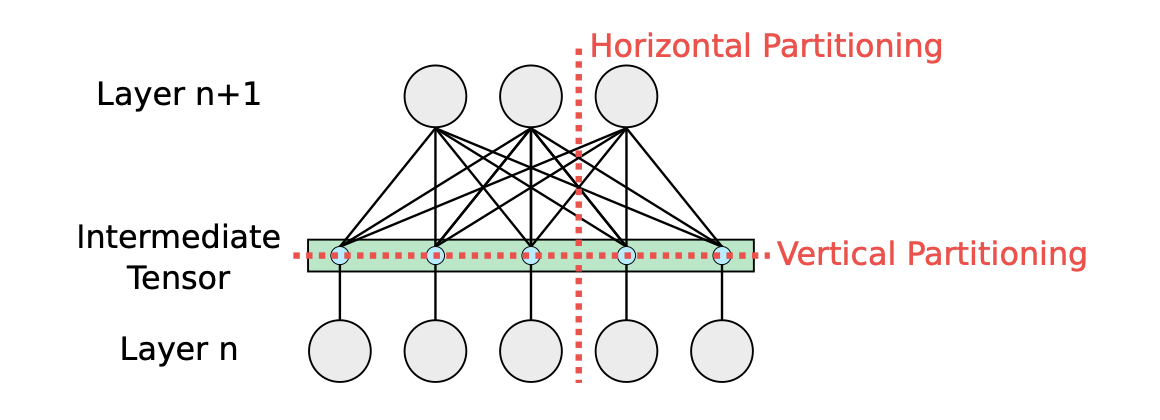 Horizontal Partitioning
Layer n+1
Intermediate
Tensor
Vertical Partitioning
Layer n